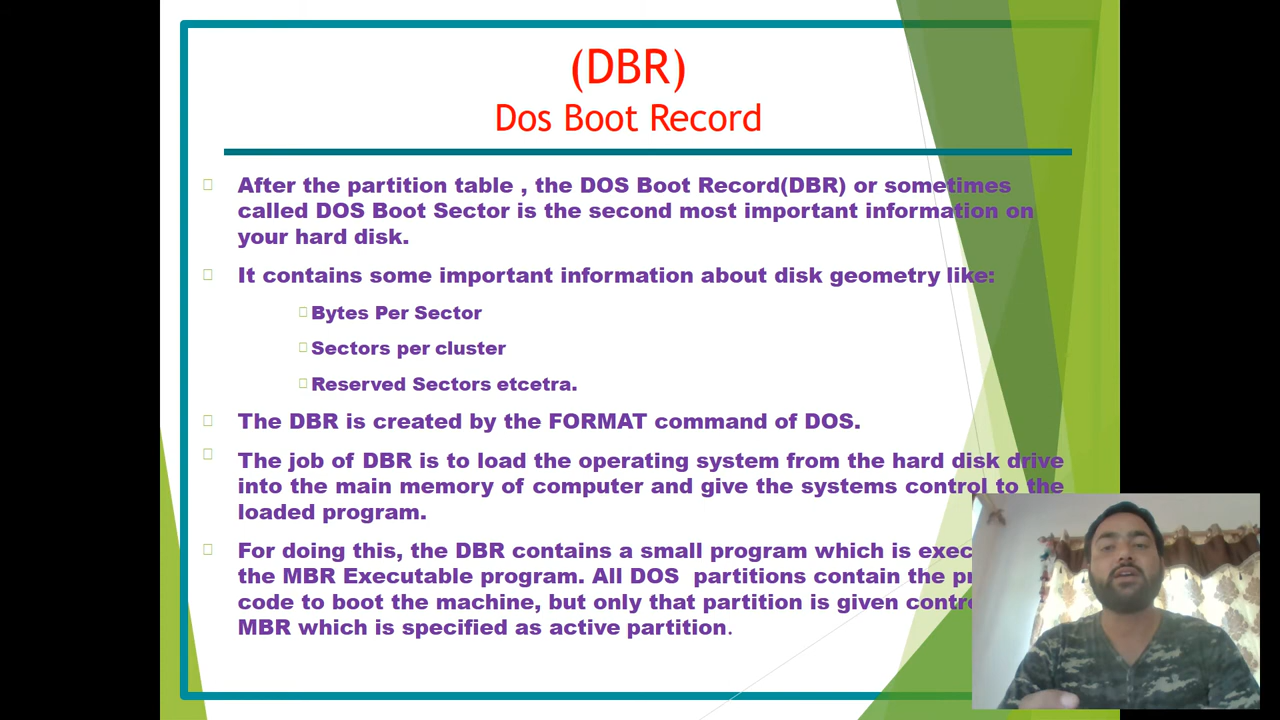 (DBR)
Dos Boot Record
After the partition table , the DOS Boot Record(DBR) or sometimes
called DOS Boot Sector is the second most important information on
your hard disk.
It contains some important information about disk geometry like:
Bytes Per Sector
Sectors per cluster
Reserved Sectors etcetra.
The DBR is created by the FORMAT command of DOS.
The job of DBR is to load the operating system from the hard disk drive
into the main memory of computer and give the systems control to the
loaded program.
For doing this, the DBR contains a small program which is
the MBR Executable program. All DOS partitions contain the
code to boot the machine, but only that partition is given
MBR which is specified as active partition.